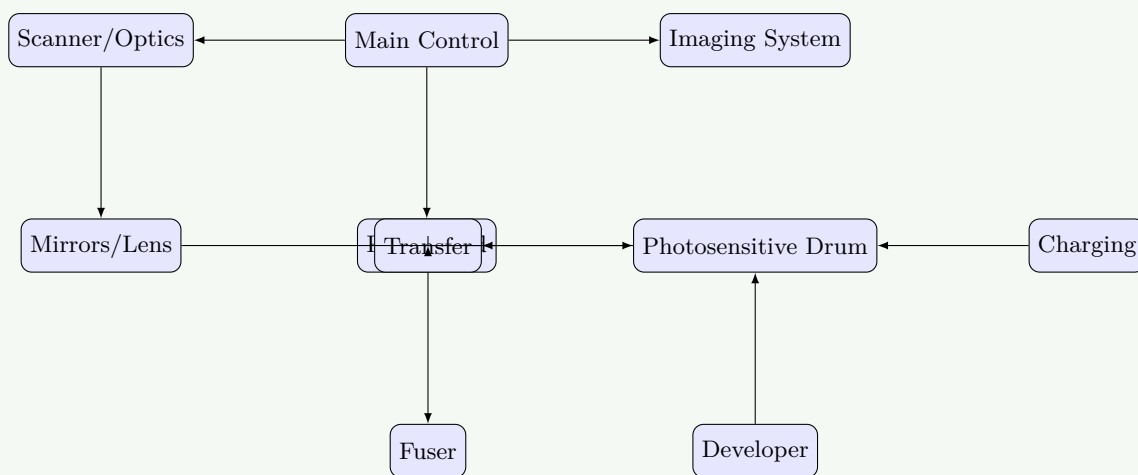 Scanner/Optics
Main Control
Imaging System
Mirrors/Lens
Transfer
Photosensitive Drum
Charging
Fuser
Developer